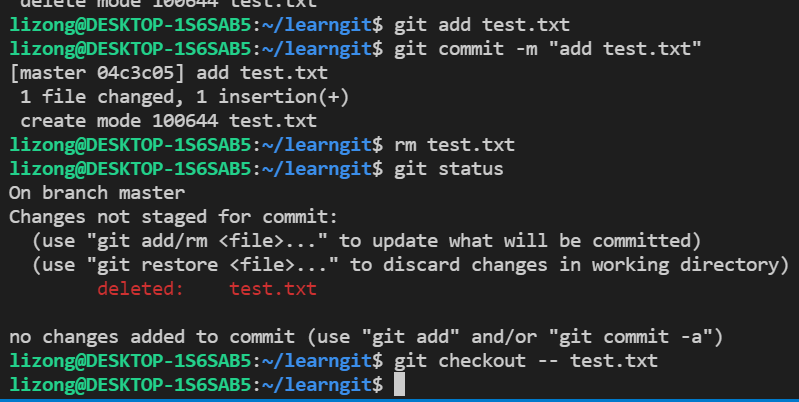 delete mode 100644 test.txt
lizong@DESKTOP-1S6SAB5:~/learngit$ git add test.txt
lizong@DESKTOP-1S6SAB5:~/learngit$ git commit -m "add test.txt"
[master 04c3c05] add test.txt
 1 file changed, 1 insertion(+)
 create mode 100644 test.txt
lizong@DESKTOP-1S6SAB5:~/learngit$ rm test.txt
lizong@DESKTOP-1S6SAB5:~/learngit$ git status
On branch master
Changes not staged for commit:
  (use "git add/rm <file>..." to update what will be committed)
  (use "git restore <file>..." to discard changes in working directory)
        deleted:    test.txt

no changes added to commit (use "git add" and/or "git commit -a")
lizong@DESKTOP-1S6SAB5:~/learngit$ git checkout -- test.txt
lizong@DESKTOP-1S6SAB5:~/learngit$